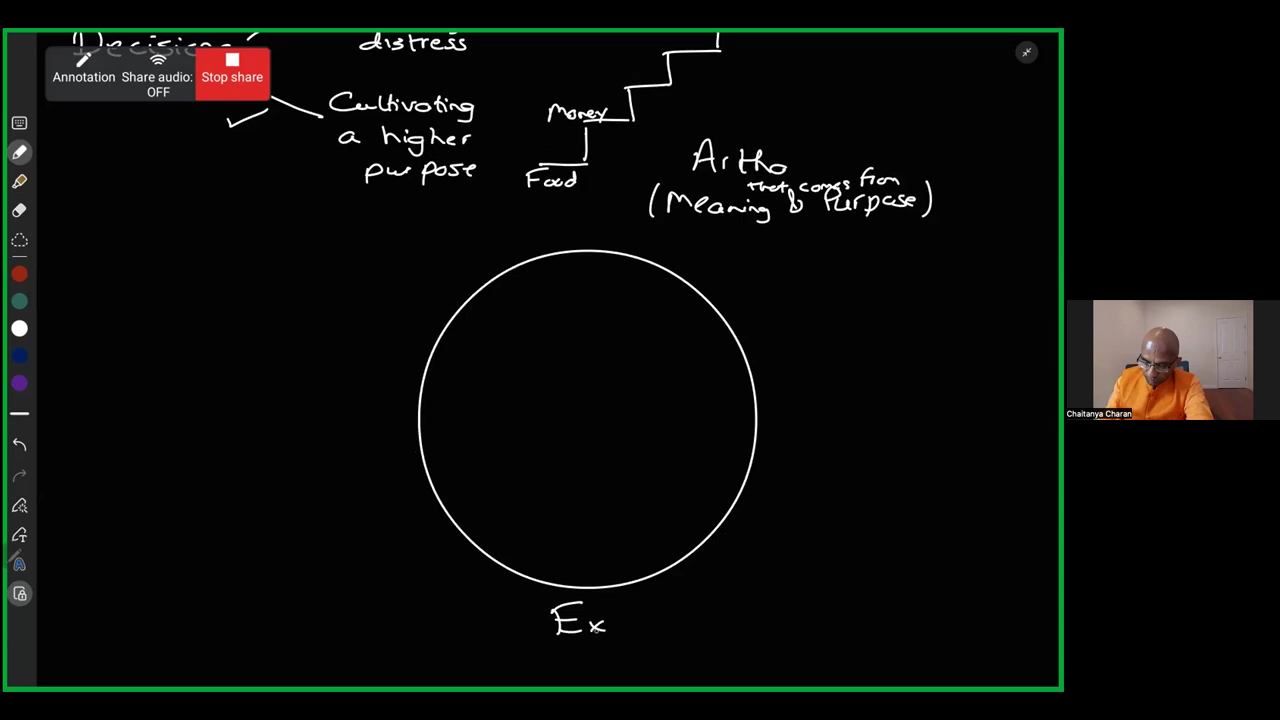 Decisions
distress
Annotation
Share audio:
OFF
Stop share
Cultivating
a higher
purpose
Money
Food
Artho
that comes from
(Meaning & Purpose)
Ex
Chaitanya Charan